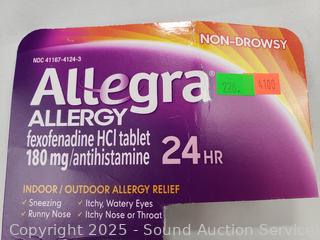 NON-DROWSY
NDC 41167-4124-3
Allegra®
ALLERGY
fexofenadine HCl tablet
180 mg/antihistamine
24 HR
4100
INDOOR / OUTDOOR ALLERGY RELIEF
✓ Sneezing ✓ Itchy, Watery Eyes
✓ Runny Nose ✓ Itchy Nose or Throat
Copyright 2025 - Sound Auction Service